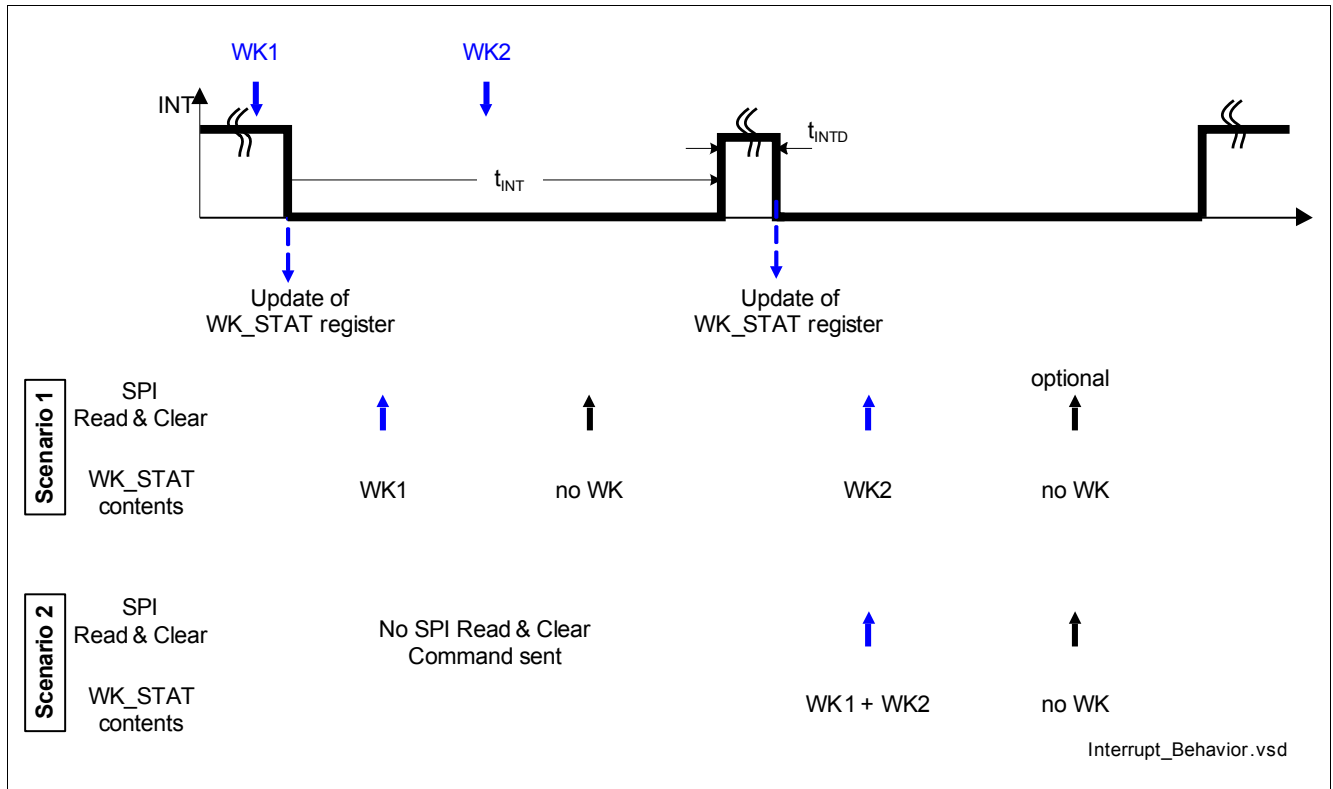 WK1
WK2
INT
tINTD
tINT
Update of
WK_STAT register
Update of
WK_STAT register
Scenario 1
SPI
Read & Clear
optional
WK_STAT
contents
WK1
no WK
WK2
no WK
Scenario 2
SPI
Read & Clear
No SPI Read & Clear
Command sent
WK_STAT
contents
WK1 + WK2
no WK
Interrupt_Behavior.vsd